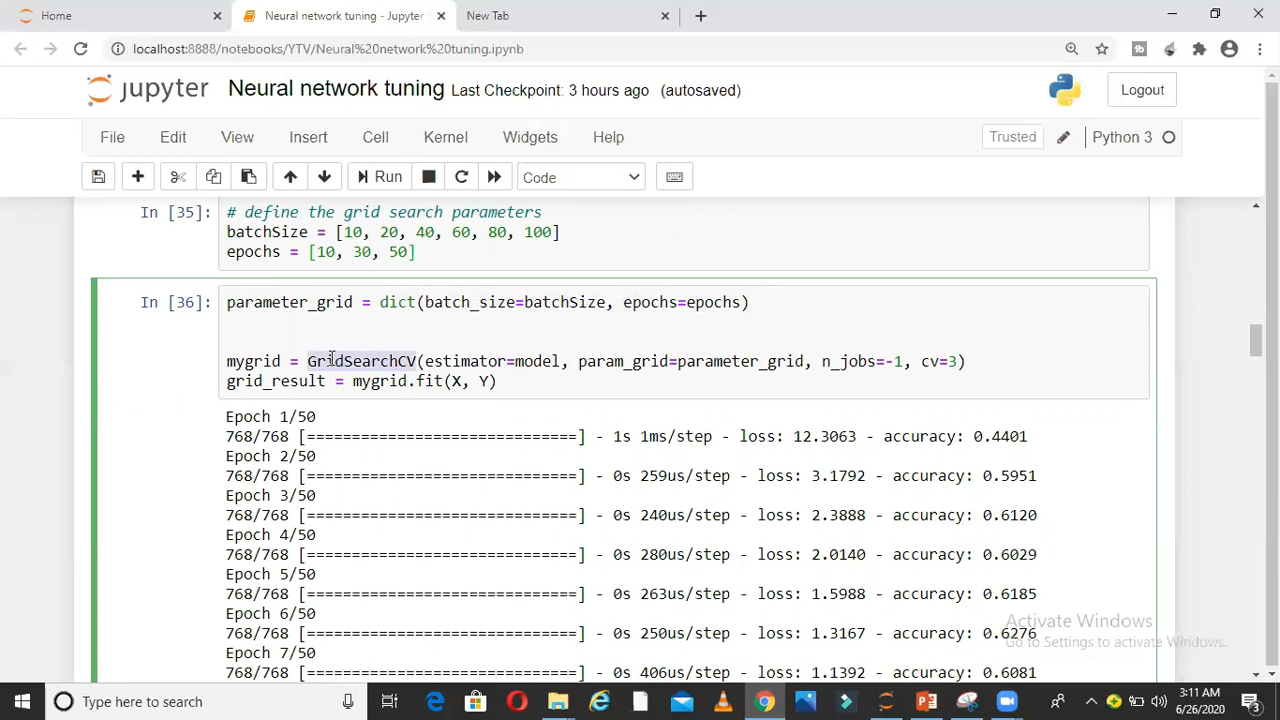 Home
Neural network tuning - Jupyter
New Tab
localhost:8888/notebooks/YTV/Neural%20network%20tuning.ipynb
jupyter Neural network tuning Last Checkpoint: 3 hours ago (autosaved)
Logout
File Edit View Insert Cell Kernel Widgets Help
Trusted
Python 3
Run
Code
In [35]: # define the grid search parameters
batchSize = [10, 20, 40, 60, 80, 100]
epochs = [10, 30, 50]
In [36]: parameter_grid = dict(batch_size=batchSize, epochs=epochs)
mygrid = GridSearchCV(estimator=model, param_grid=parameter_grid, n_jobs=-1, cv=3)
grid_result = mygrid.fit(X, Y)
Epoch 1/50
768/768 [==============================] - 1s 1ms/step - loss: 12.3063 - accuracy: 0.4401
Epoch 2/50
768/768 [==============================] - 0s 259us/step - loss: 3.1792 - accuracy: 0.5951
Epoch 3/50
768/768 [==============================] - 0s 240us/step - loss: 2.3888 - accuracy: 0.6120
Epoch 4/50
768/768 [==============================] - 0s 280us/step - loss: 2.0140 - accuracy: 0.6029
Epoch 5/50
768/768 [==============================] - 0s 263us/step - loss: 1.5988 - accuracy: 0.6185
Epoch 6/50
768/768 [==============================] - 0s 250us/step - loss: 1.3167 - accuracy: 0.6276
Epoch 7/50
768/768 [==============================] - 0s 406us/step - loss: 1.1392 - accuracy: 0.6081
Activate Windows
Go to Settings to activate Windows.
Type here to search
3:11 AM
6/26/2020
3